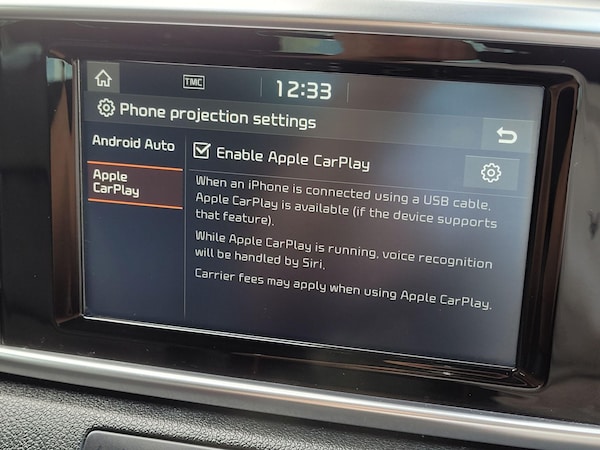 TMC
12:33
Phone projection settings
Android Auto
Apple
CarPlay
Enable Apple CarPlay
When an iPhone is connected using a USB cable,
Apple CarPlay is available (if the device supports
that feature).
While Apple CarPlay is running, voice recognition
will be handled by Siri.
Carrier fees may apply when using Apple CarPlay.